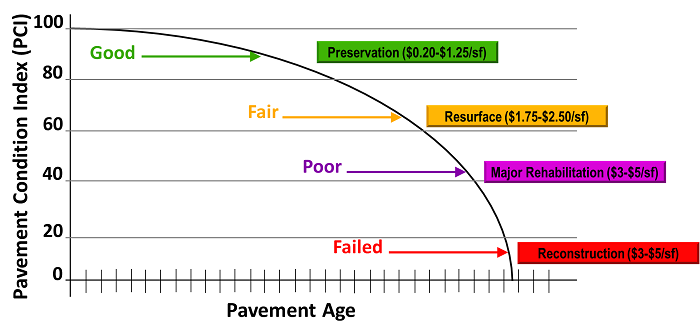 Pavement Condition Index (PCI)
100
80
60
40
20
0
Good
Preservation ($0.20-$1.25/sf)
Fair
Resurface ($1.75-$2.50/sf)
Poor
Major Rehabilitation ($3-$5/sf)
Failed
Reconstruction ($3-$5/sf)
Pavement Age